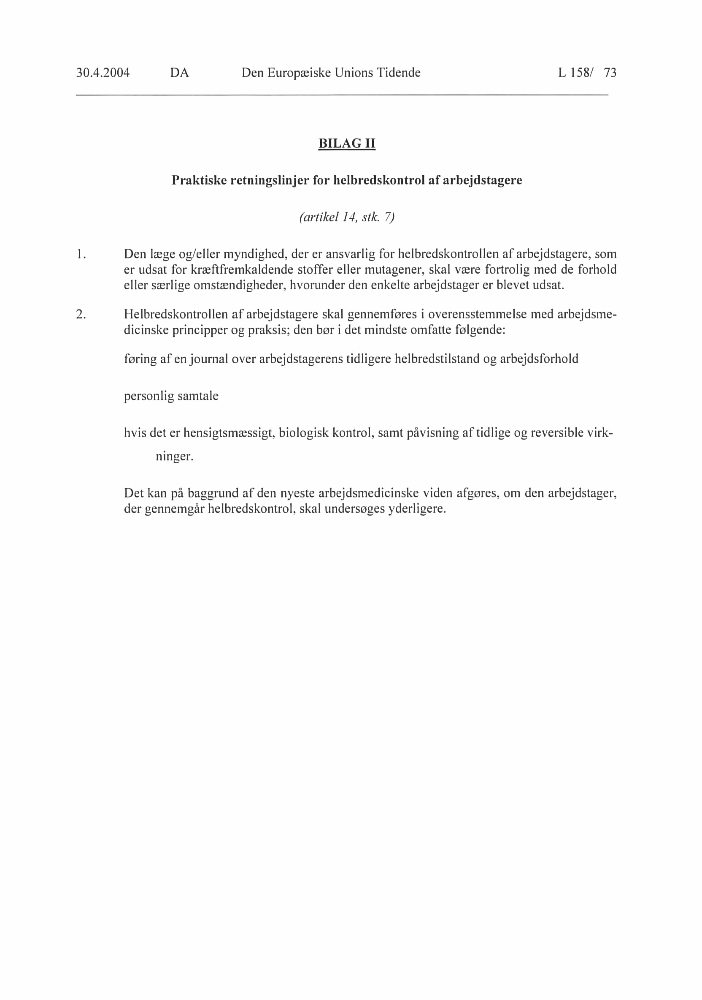 30.4.2004 DA Den Europæiske Unions Tidende L 158/ 73
BILAG II
Praktiske retningslinjer for helbredskontrol af arbejdstagere
(artikel 14, stk. 7)
1. Den læge og/eller myndighed, der er ansvarlig for helbredskontrollen af arbejdstagere, som
er udsat for kræftfremkaldende stoffer eller mutagener, skal være fortrolig med de forhold
eller særlige omstændigheder, hvorunder den enkelte arbejdstager er blevet udsat.
2. Helbredskontrollen af arbejdstagere skal gennemføres i overensstemmelse med arbejdsme-
dicinske principper og praksis; den bør i det mindste omfatte følgende:
føring af en journal over arbejdstagerens tidligere helbredstilstand og arbejdsforhold
personlig samtale
hvis det er hensigtsmæssigt, biologisk kontrol, samt påvisning af tidlige og reversible virk-
ninger.
Det kan på baggrund af den nyeste arbejdsmedicinske viden afgøres, om den arbejdstager,
der gennemgår helbredskontrol, skal undersøges yderligere.